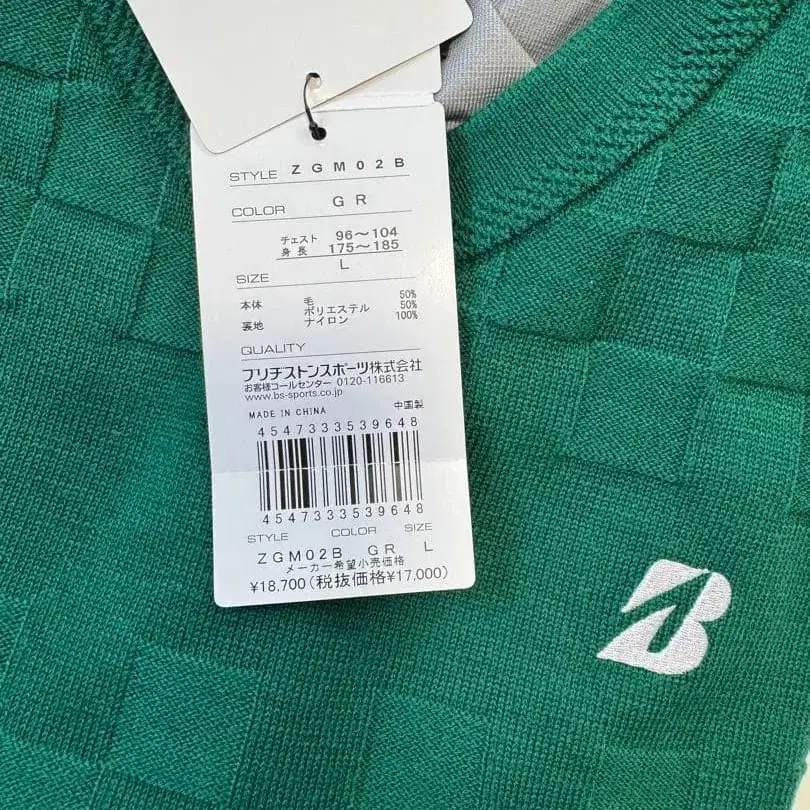 STYLE ZGM02B
COLOR GR
チェスト 96～104
身長 175～185
SIZE L
本体 毛 50%
ポリエステル 50%
裏地 ナイロン 100%
QUALITY
ブリヂストンスポーツ株式会社
お客様コールセンター 0120-116613
www.bs-sports.co.jp
MADE IN CHINA 中国製
4547333539648
4547333539648
STYLE COLOR SIZE
ZGM02B GR L
メーカー希望小売価格
¥18,700(税抜価格¥17,000)
B